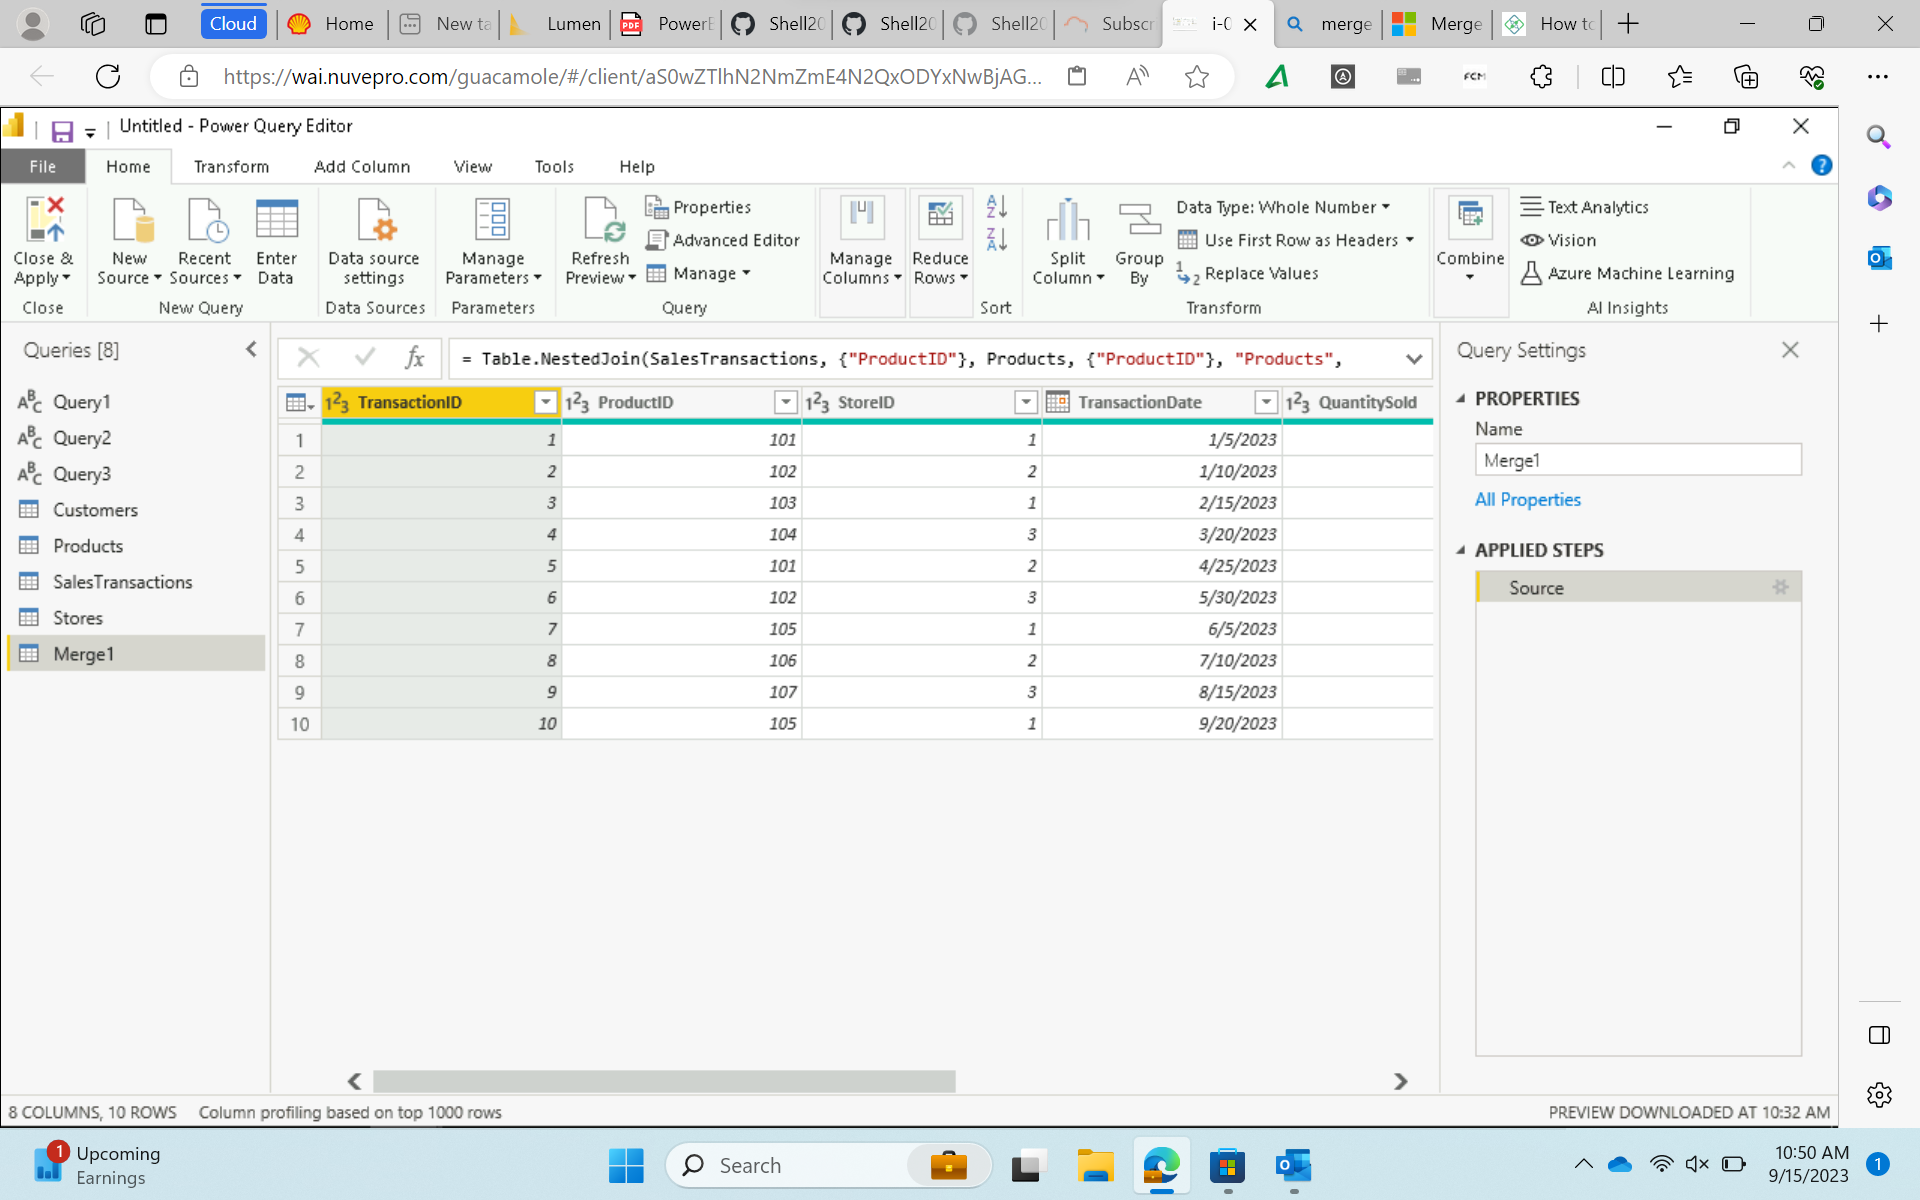 Cloud
Home
New ta
Lumen
PowerB
Shell20
Shell20
Shell20
Subscr
i-0
merge
Merge
How to
https://wai.nuvepro.com/guacamole/#/client/aS0wZTlhN2NmZmE4N2QxODYxNwBjAG...
FCM
Untitled - Power Query Editor
File Home Transform Add Column View Tools Help
Close & Apply
New Source
Recent Sources
Enter Data
Data source settings
Manage Parameters
Refresh Preview
Properties
Advanced Editor
Manage
Manage Columns
Reduce Rows
Split Column
Group By
Data Type: Whole Number
Use First Row as Headers
Replace Values
Combine
Text Analytics
Vision
Azure Machine Learning
Close New Query Data Sources Parameters Query Sort Transform AI Insights
Queries [8]
= Table.NestedJoin(SalesTransactions, {"ProductID"}, Products, {"ProductID"}, "Products",
Query1
Query2
Query3
Customers
Products
SalesTransactions
Stores
Merge1
TransactionID ProductID StoreID TransactionDate QuantitySold
1 1 101 1 1/5/2023
2 2 102 2 1/10/2023
3 3 103 1 2/15/2023
4 4 104 3 3/20/2023
5 5 101 2 4/25/2023
6 6 102 3 5/30/2023
7 7 105 1 6/5/2023
8 8 106 2 7/10/2023
9 9 107 3 8/15/2023
10 10 105 1 9/20/2023
Query Settings
PROPERTIES
Name
Merge1
All Properties
APPLIED STEPS
Source
8 COLUMNS, 10 ROWS Column profiling based on top 1000 rows
PREVIEW DOWNLOADED AT 10:32 AM
1
Upcoming
Earnings
Search
10:50 AM
9/15/2023
1